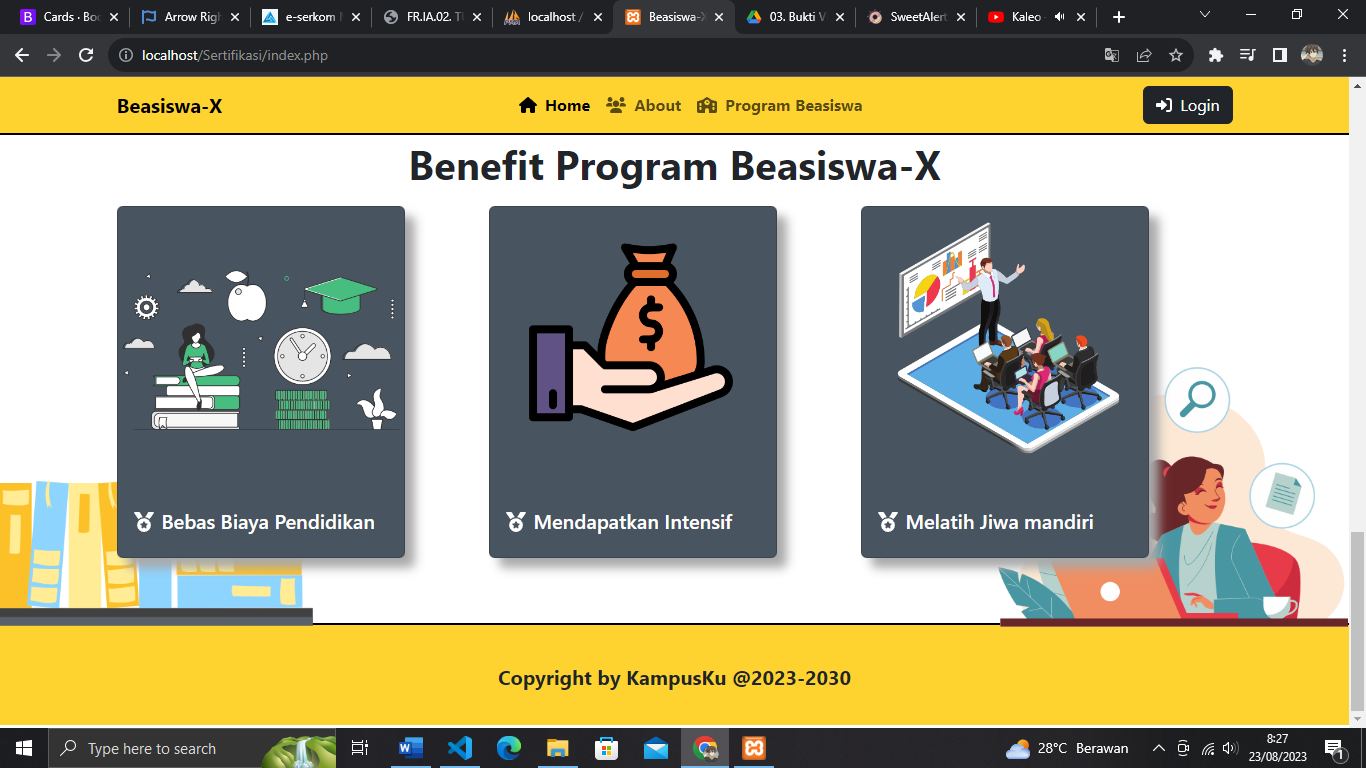 Cards · Bo
Arrow Righ
e-serkom
FR.IA.02. T
localhost /
Beasiswa-X
03. Bukti V
SweetAlert
Kaleo
localhost/Sertifikasi/index.php
Beasiswa-X
Home
About
Program Beasiswa
Login
Benefit Program Beasiswa-X
Bebas Biaya Pendidikan
Mendapatkan Intensif
Melatih Jiwa mandiri
Copyright by KampusKu @2023-2030
Type here to search
28°C Berawan
8:27
23/08/2023
1